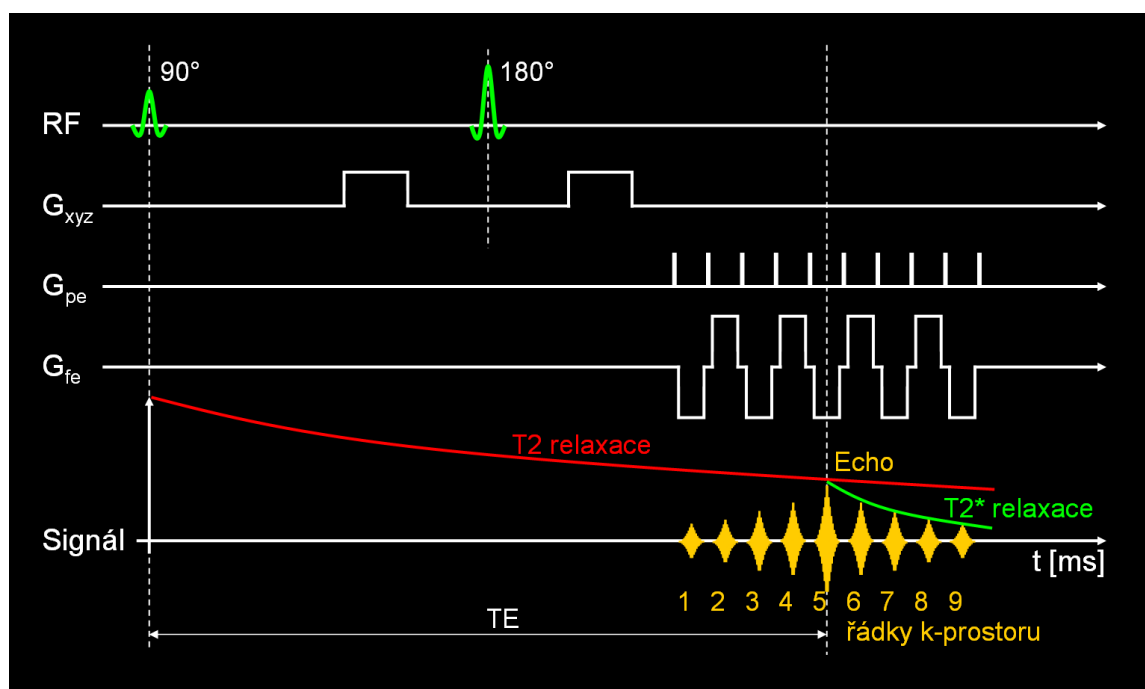 90°
180°
RF
Gxyz
Gpe
Gfe
T2 relaxace
Echo
T2* relaxace
Signál
t [ms]
1 2 3 4 5 6 7 8 9
TE
řádky k-prostoru